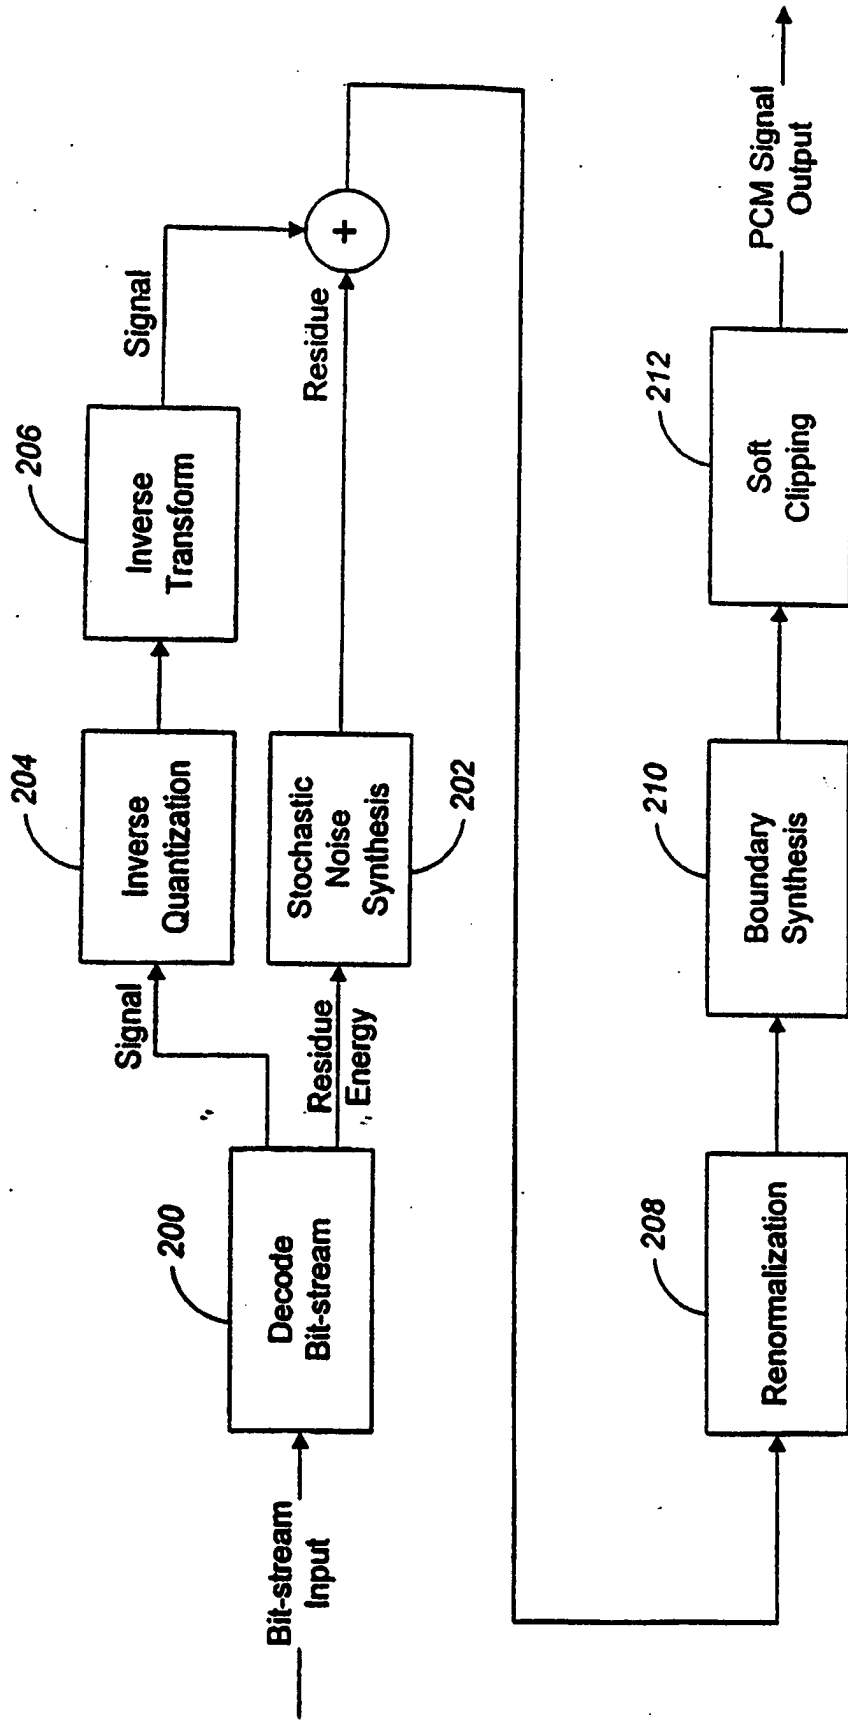 Bit-stream
Input
200
Decode
Bit-stream
Signal
Residue
Energy
204
Inverse
Quantization
Stochastic
Noise
Synthesis
202
206
Inverse
Transform
Signal
Residue
+
208
Renormalization
210
Boundary
Synthesis
212
Soft
Clipping
PCM Signal
Output